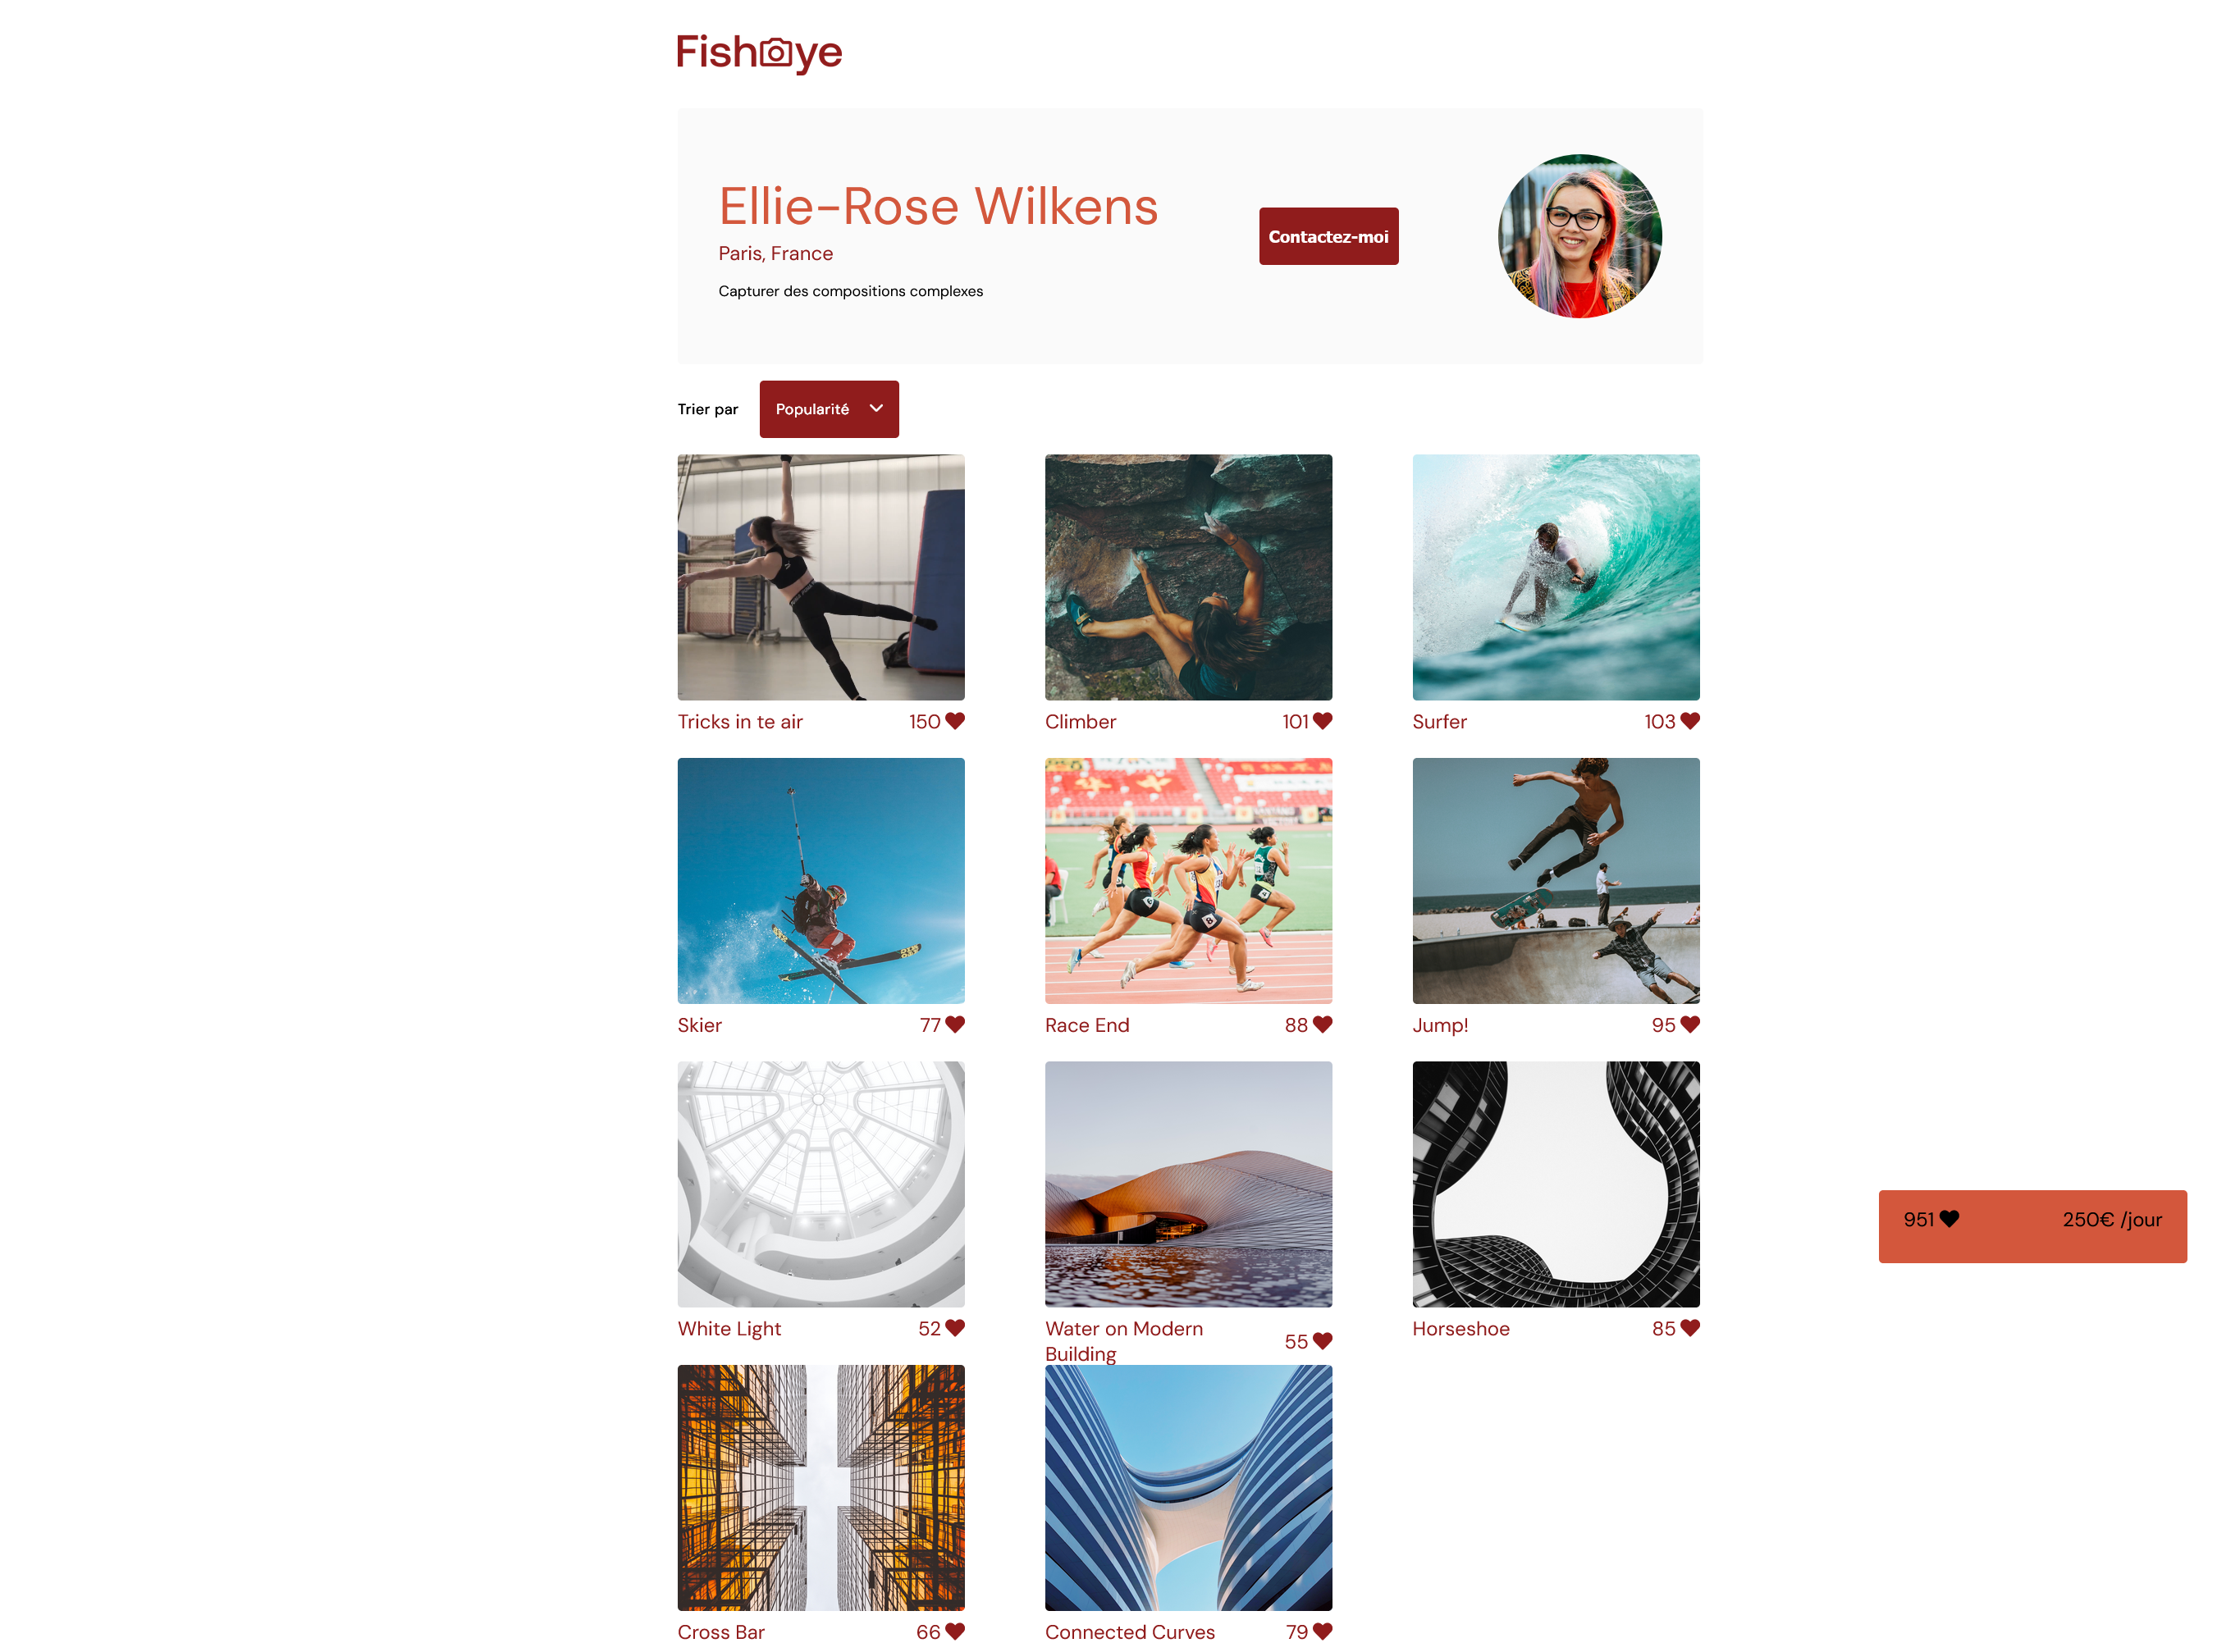 Fisheye
Ellie-Rose Wilkens
Paris, France
Capturer des compositions complexes
Contactez-moi
Trier par
Popularité
Tricks in te air
150
Climber
101
Surfer
103
Skier
77
Race End
88
Jump!
95
White Light
52
Water on Modern
Building
55
Horseshoe
85
951
250€ /jour
Cross Bar
66
Connected Curves
79